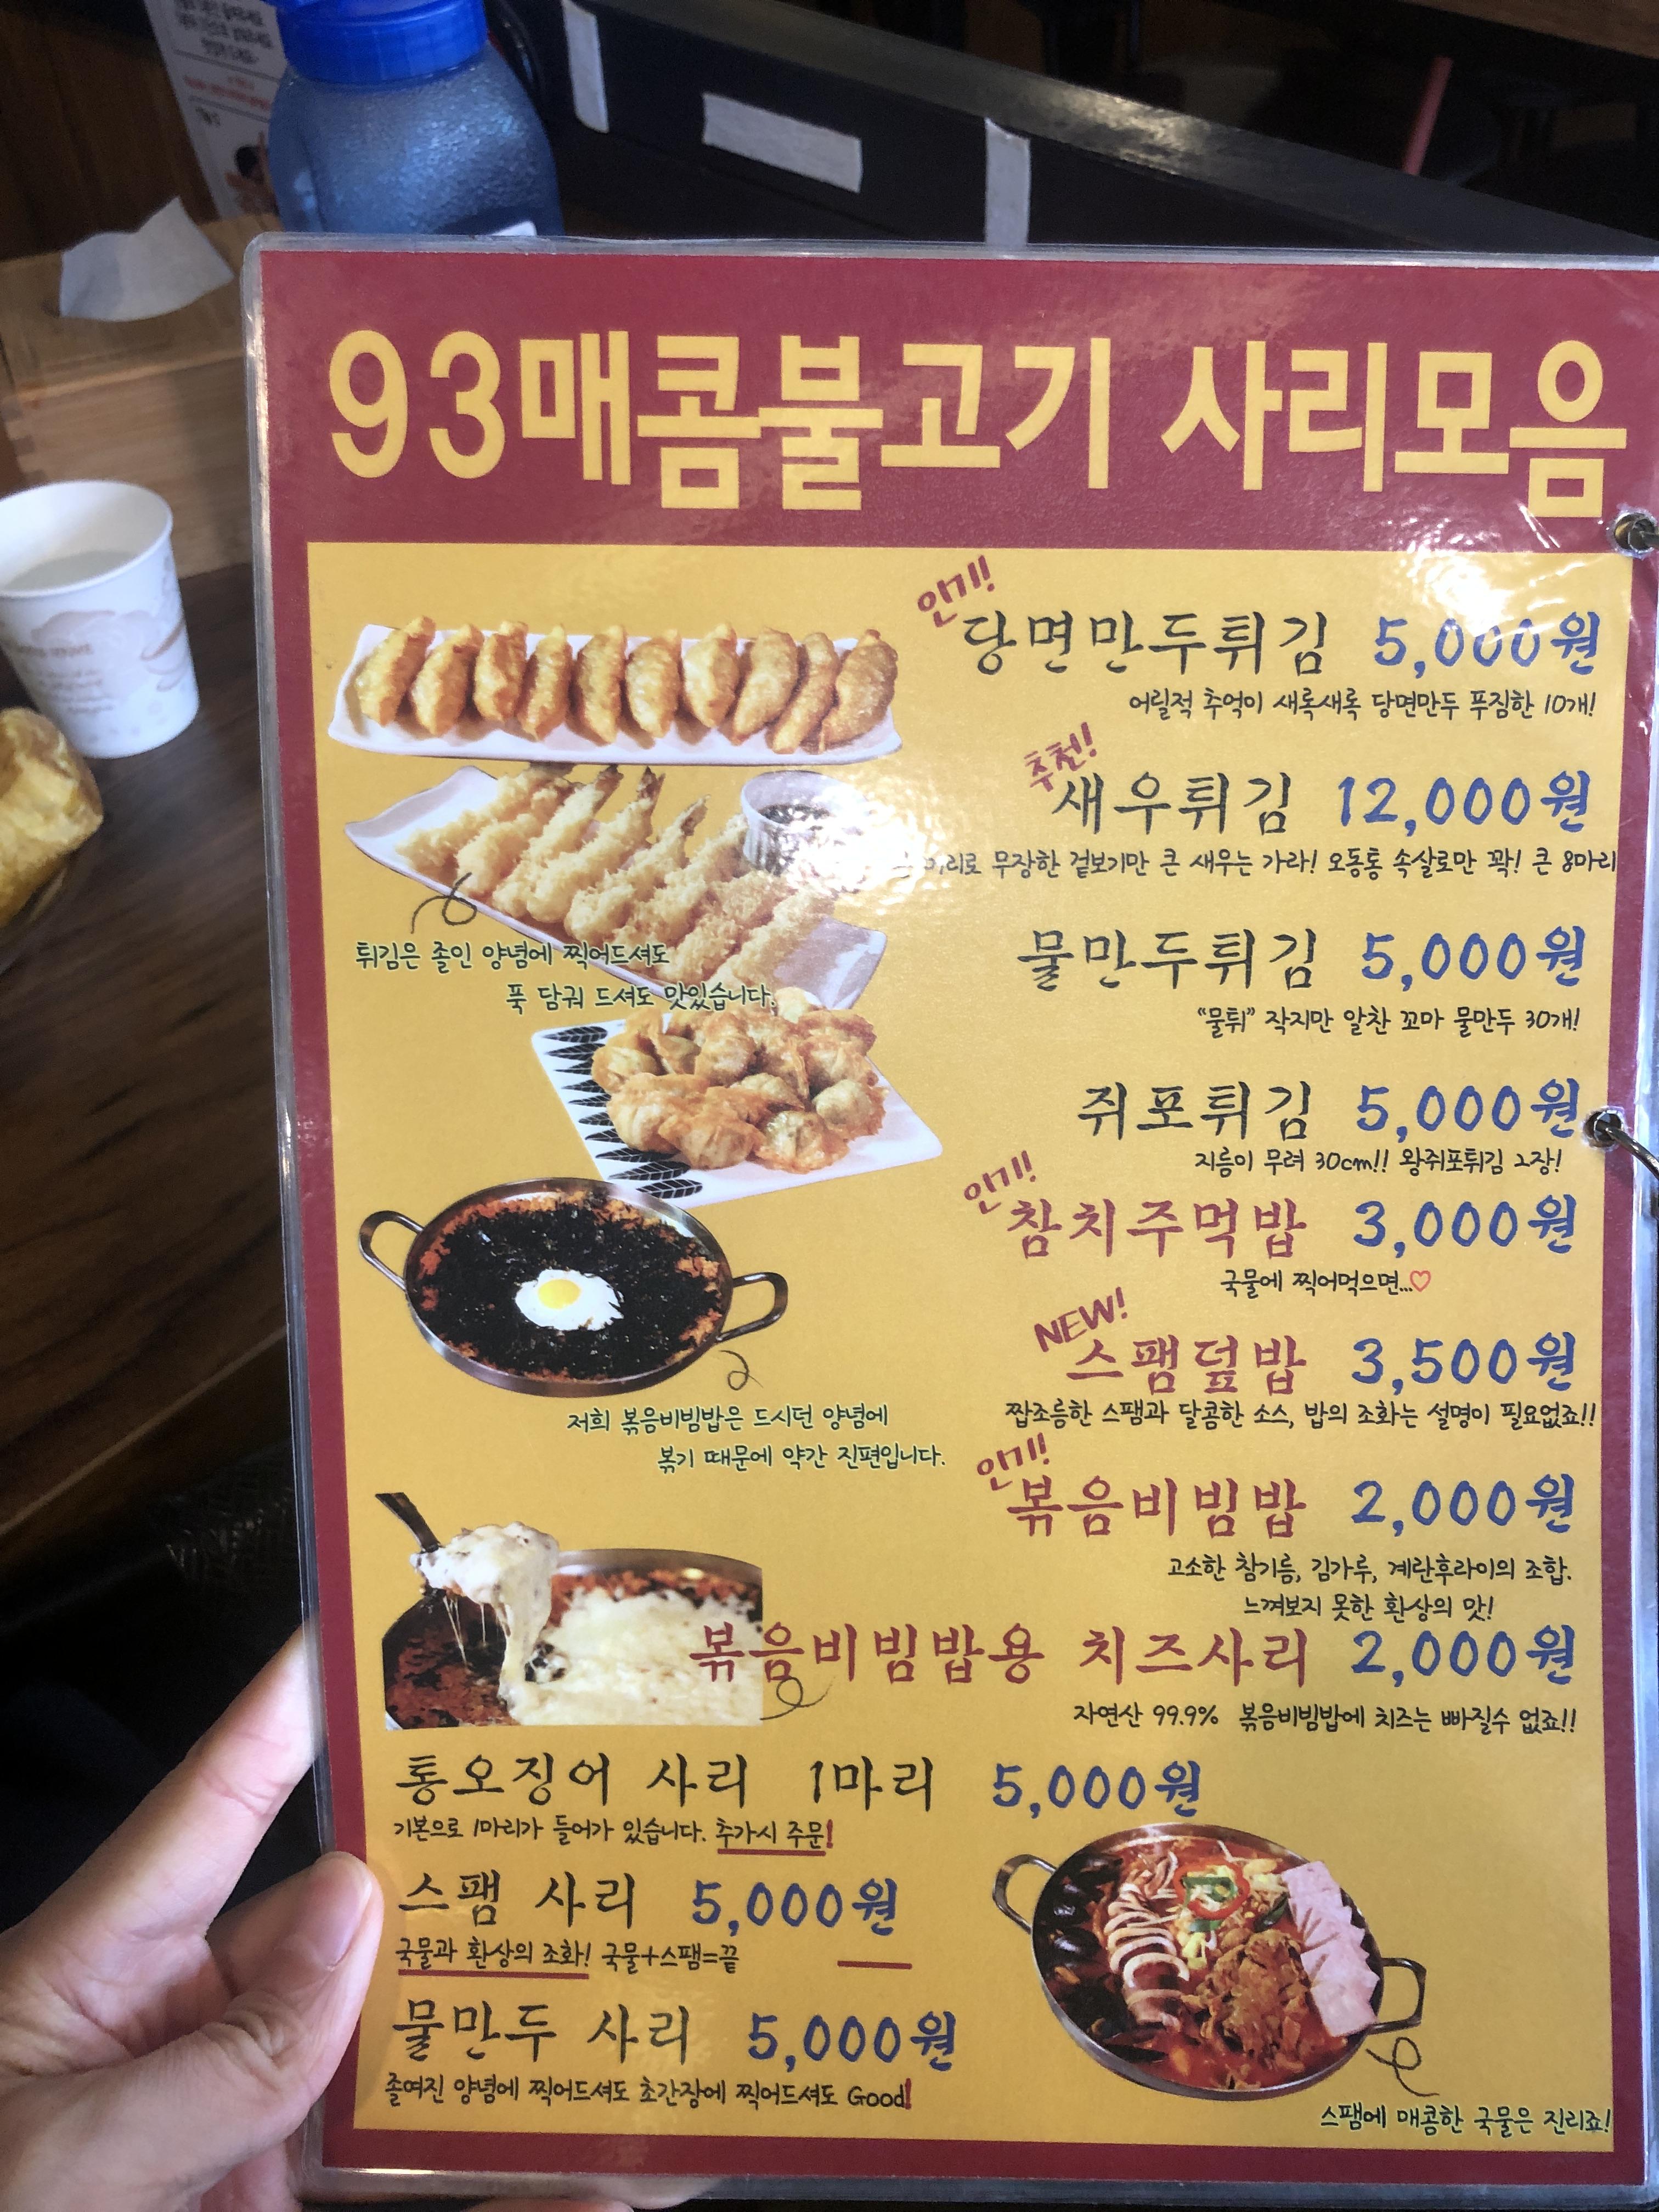 93매콤불고기 사리모음
인기!
당면만두튀김 5,000원
어릴적 추억이 새록새록 당면만두 푸짐한 10개!
추천!
새우튀김 12,000원
무장한 겉보기만 큰 새우는 가라! 오동통 속살로만 꽉! 큰 8마리
튀김은 졸인 양념에 찍어드셔도
푹 담궈 드셔도 맛있습니다.
물만두튀김 5,000원
"물튀" 작지만 알찬 꼬마 물만두 30개!
쥐포튀김 5,000원
지름이 무려 30cm!! 왕쥐포튀김 2장!
인기!
참치주먹밥 3,000원
국물에 찍어먹으면...♡
NEW!
스팸덮밥 3,500원
짭조름한 스팸과 달콤한 소스, 밥의 조화는 설명이 필요없죠!!
저희 볶음비빔밥은 드시던 양념에
볶기 때문에 약간 진편입니다.
인기!
볶음비빔밥 2,000원
고소한 참기름, 김가루, 계란후라이의 조합.
느껴보지 못한 환상의 맛!
볶음비빔밥용 치즈사리 2,000원
자연산 99.9% 볶음비빔밥에 치즈는 빠질수 없죠!!
통오징어 사리 1마리 5,000원
기본으로 1마리가 들어가 있습니다. 추가시 주문!
스팸 사리 5,000원
국물과 환상의 조화! 국물+스팸=끝
물만두 사리 5,000원
졸여진 양념에 찍어드셔도 초간장에 찍어드셔도 Good!
스팸에 매콤한 국물은 진리죠!